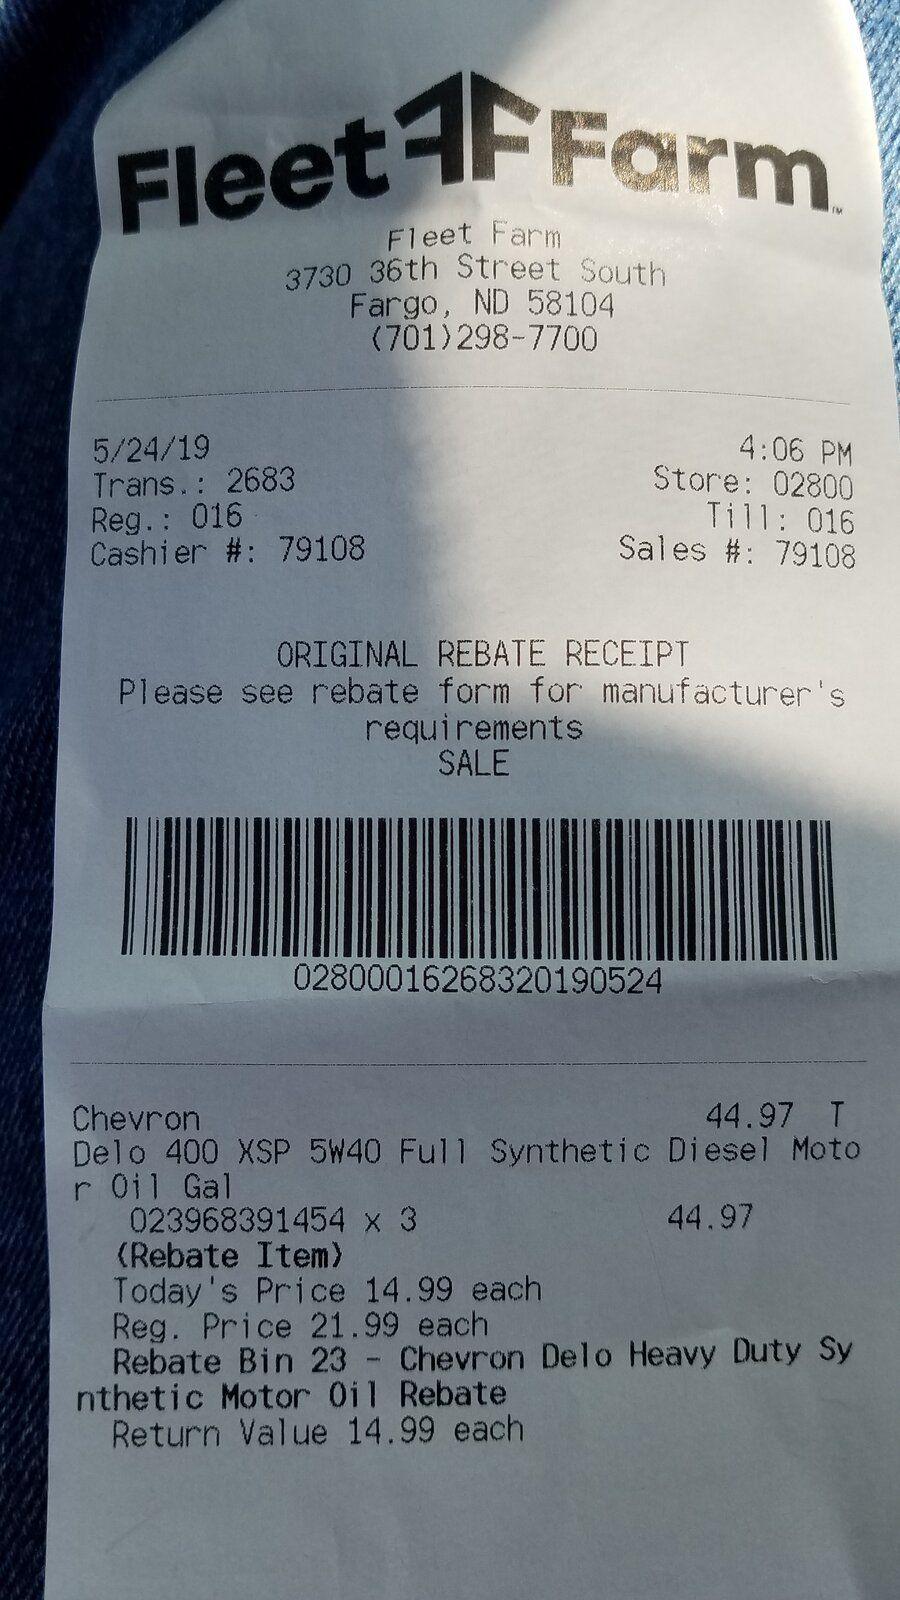 Fleet FF Farm™
Fleet Farm
3730 36th Street South
Fargo, ND 58104
(701)298-7700
5/24/19 4:06 PM
Trans.: 2683 Store: 02800
Reg.: 016 Till: 016
Cashier #: 79108 Sales #: 79108
ORIGINAL REBATE RECEIPT
Please see rebate form for manufacturer's
requirements
SALE
02800016268320190524
Chevron 44.97 T
Delo 400 XSP 5W40 Full Synthetic Diesel Moto
r Oil Gal
023968391454 x 3 44.97
(Rebate Item)
Today's Price 14.99 each
Reg. Price 21.99 each
Rebate Bin 23 - Chevron Delo Heavy Duty Sy
nthetic Motor Oil Rebate
Return Value 14.99 each